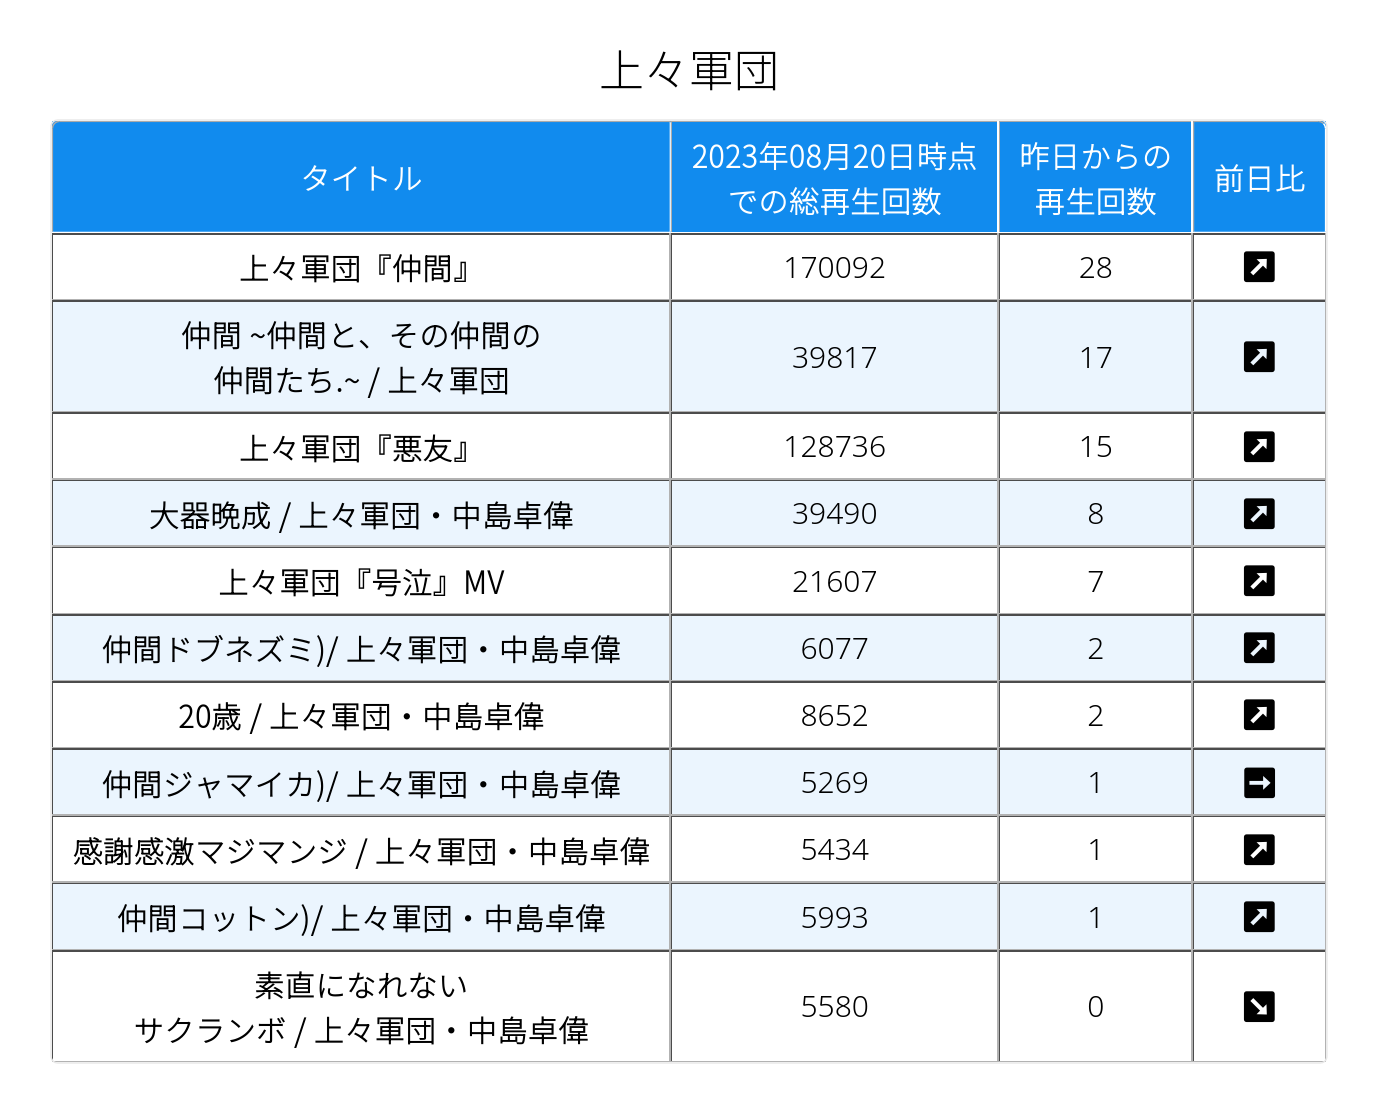 上々軍団
タイトル
2023年08月20日時点
での総再生回数
昨日からの
再生回数
前日比
上々軍団『仲間』 170092 28
仲間 ~仲間と、その仲間の
仲間たち.~ / 上々軍団 39817 17
上々軍団『悪友』 128736 15
大器晩成 / 上々軍団・中島卓偉 39490 8
上々軍団『号泣』MV 21607 7
仲間ドブネズミ)/ 上々軍団・中島卓偉 6077 2
20歳 / 上々軍団・中島卓偉 8652 2
仲間ジャマイカ)/ 上々軍団・中島卓偉 5269 1
感謝感激マジマンジ / 上々軍団・中島卓偉 5434 1
仲間コットン)/ 上々軍団・中島卓偉 5993 1
素直になれない
サクランボ / 上々軍団・中島卓偉 5580 0